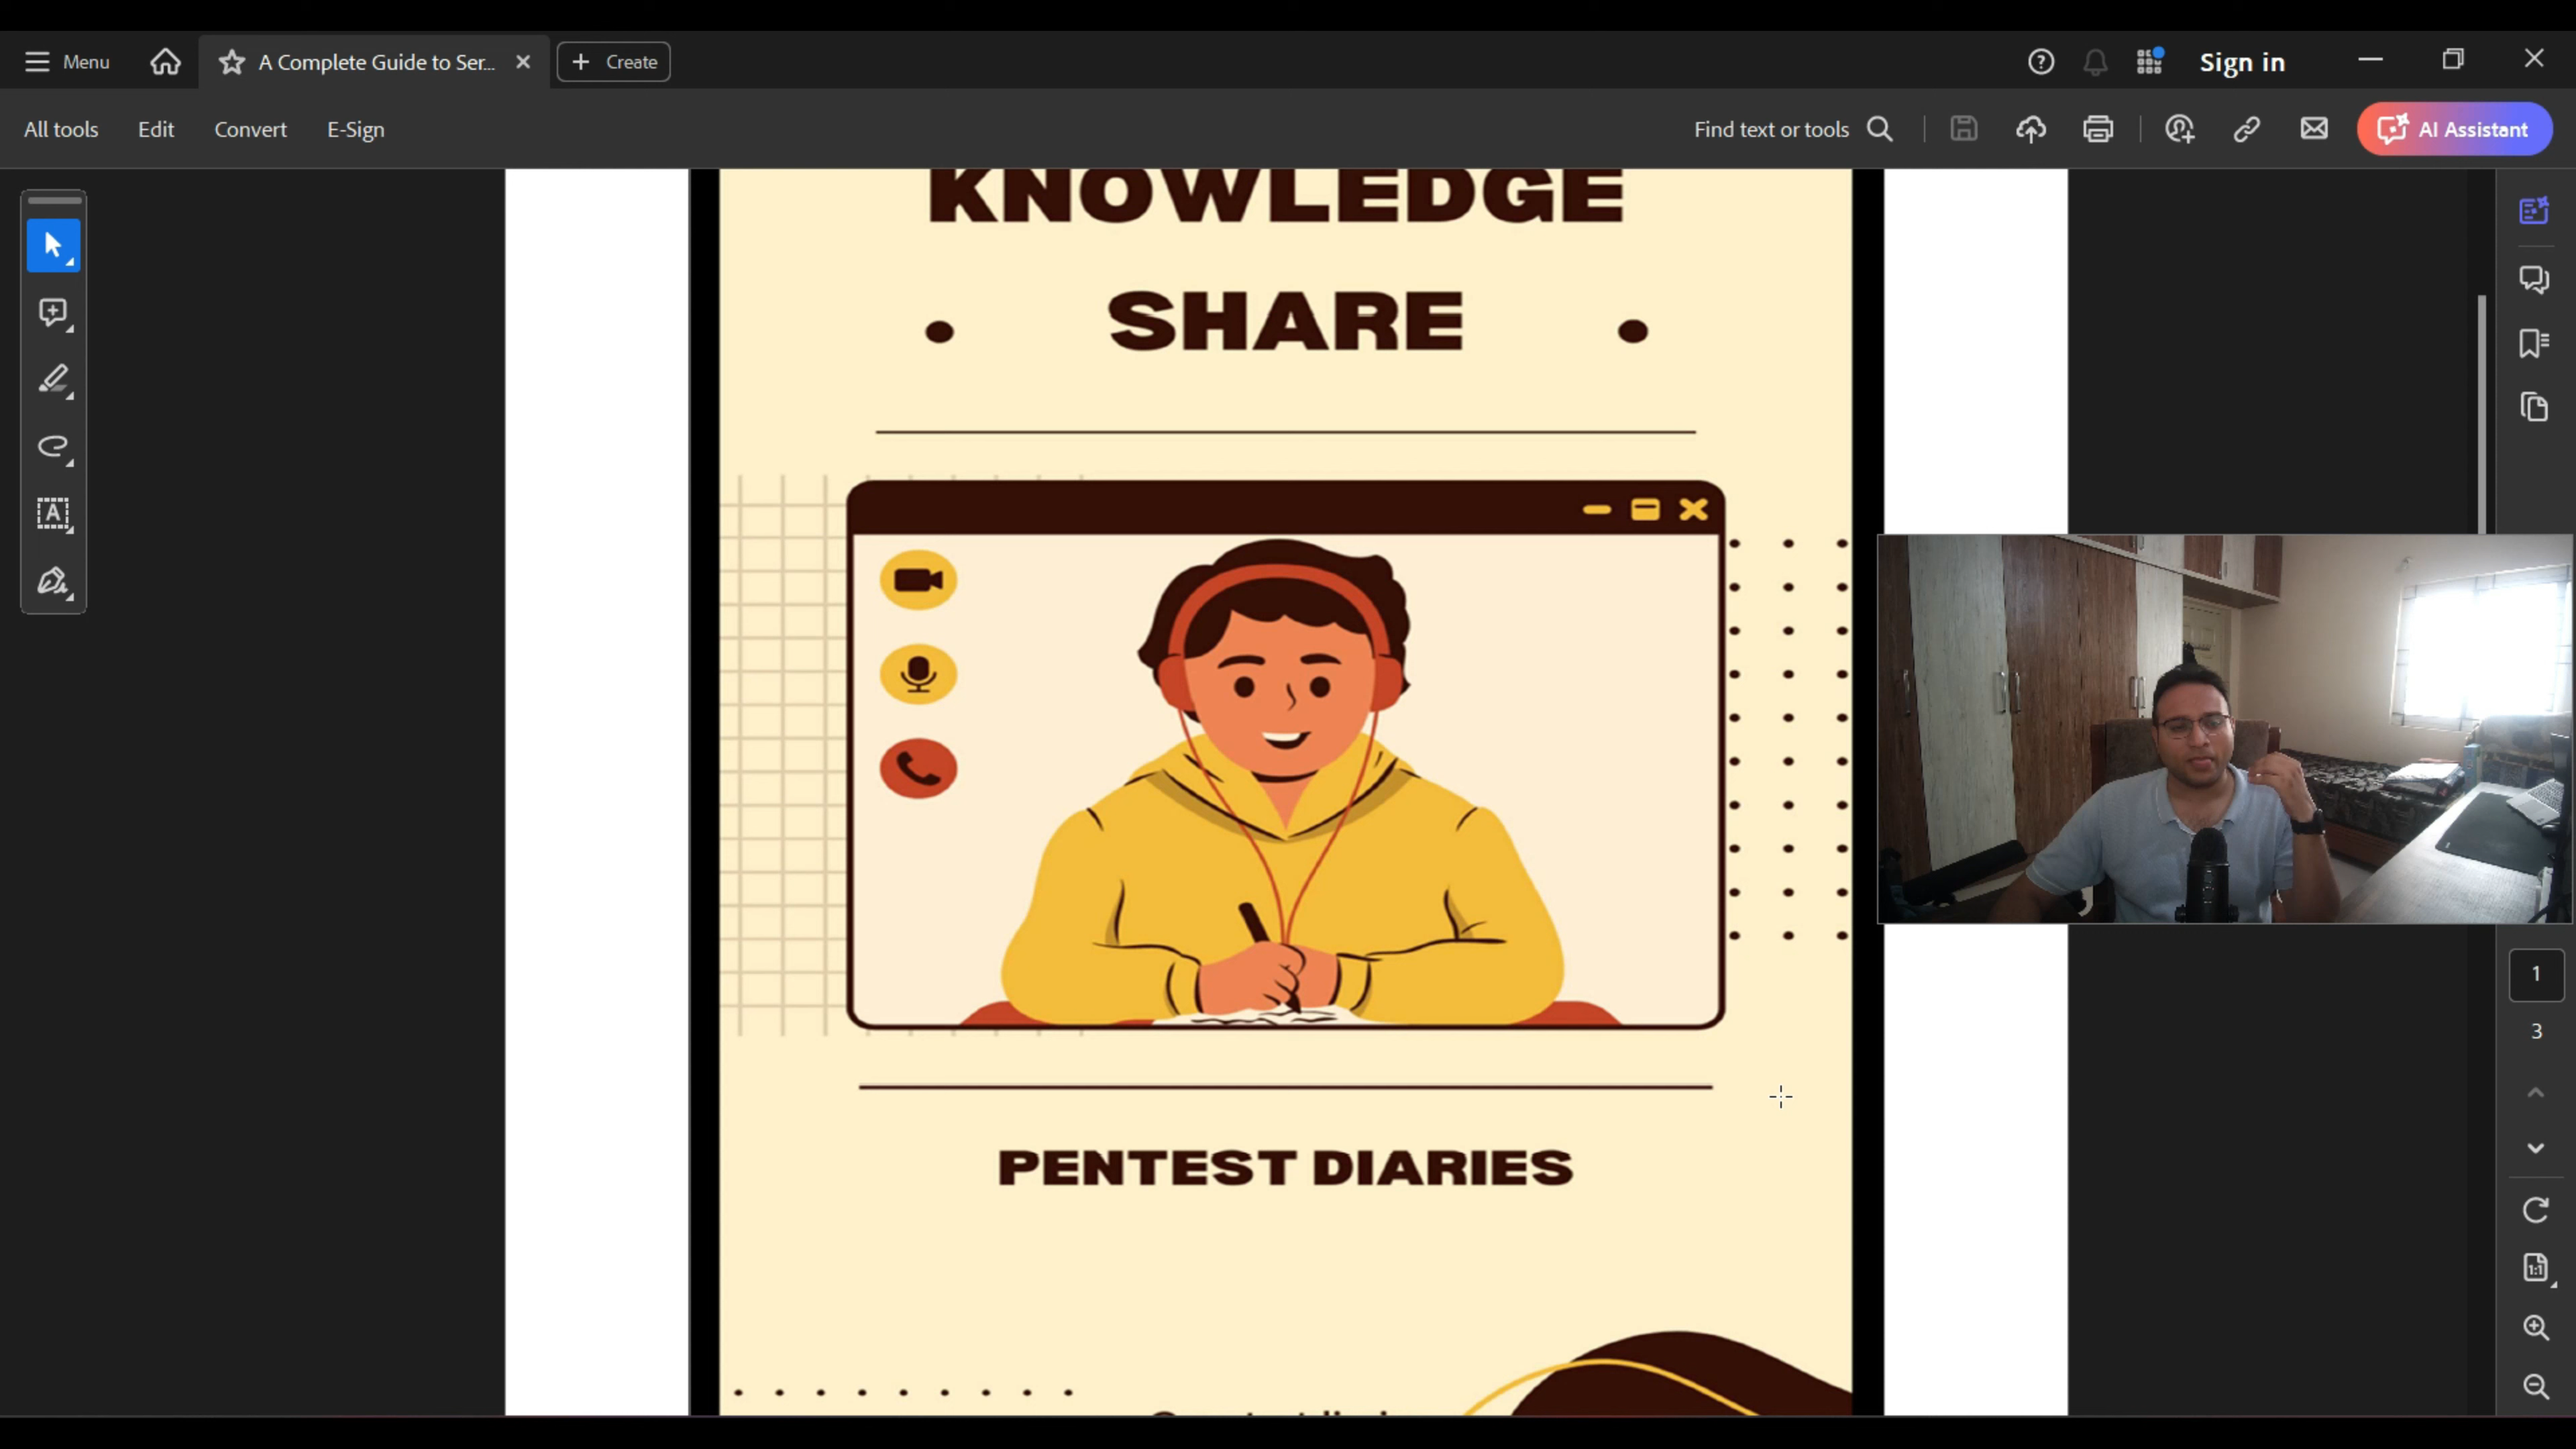 Menu
A Complete Guide to Ser...
Create
Sign in
All tools
Edit
Convert
E-Sign
Find text or tools
AI Assistant
KNOWLEDGE
SHARE
PENTEST DIARIES
1
3